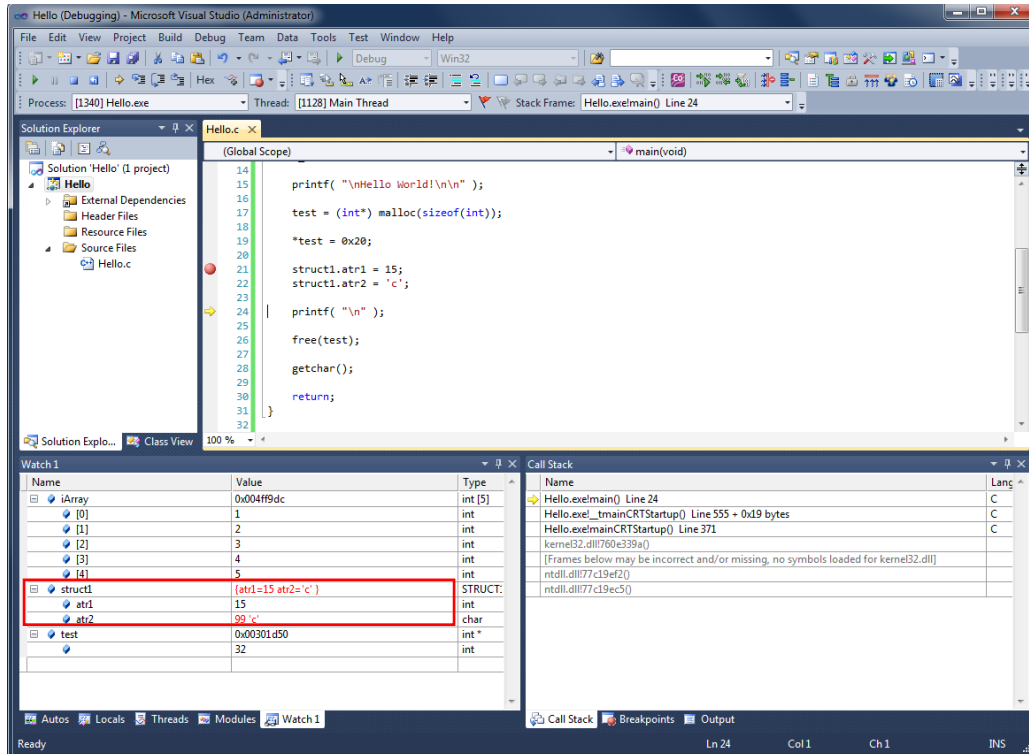 Hello (Debugging) - Microsoft Visual Studio (Administrator)
File Edit View Project Build Debug Team Data Tools Test Window Help
Debug Win32
Hex
Process: [1340] Hello.exe Thread: [1128] Main Thread Stack Frame: Hello.exe!main() Line 24
Solution Explorer
Solution 'Hello' (1 project)
Hello
External Dependencies
Header Files
Resource Files
Source Files
Hello.c
Solution Explo... Class View
Hello.c
(Global Scope) main(void)
14
15 printf( "\nHello World!\n\n" );
16
17 test = (int*) malloc(sizeof(int));
18
19 *test = 0x20;
20
21 struct1.atr1 = 15;
22 struct1.atr2 = 'c';
23
24 printf( "\n" );
25
26 free(test);
27
28 getchar();
29
30 return;
31 }
32
100 %
Watch 1
Name Value Type
iArray 0x004ff9dc int [5]
[0] 1 int
[1] 2 int
[2] 3 int
[3] 4 int
[4] 5 int
struct1 {atr1=15 atr2='c' } STRUCT:
atr1 15 int
atr2 99 'c' char
test 0x00301d50 int *
32 int
Autos Locals Threads Modules Watch 1
Call Stack
Name Lang
Hello.exe!main() Line 24 C
Hello.exe!__tmainCRTStartup() Line 555 + 0x19 bytes C
Hello.exe!mainCRTStartup() Line 371 C
kernel32.dll!760e339a()
[Frames below may be incorrect and/or missing, no symbols loaded for kernel32.dll]
ntdll.dll!77c19ef2()
ntdll.dll!77c19ec5()
Call Stack Breakpoints Output
Ready Ln 24 Col 1 Ch 1 INS